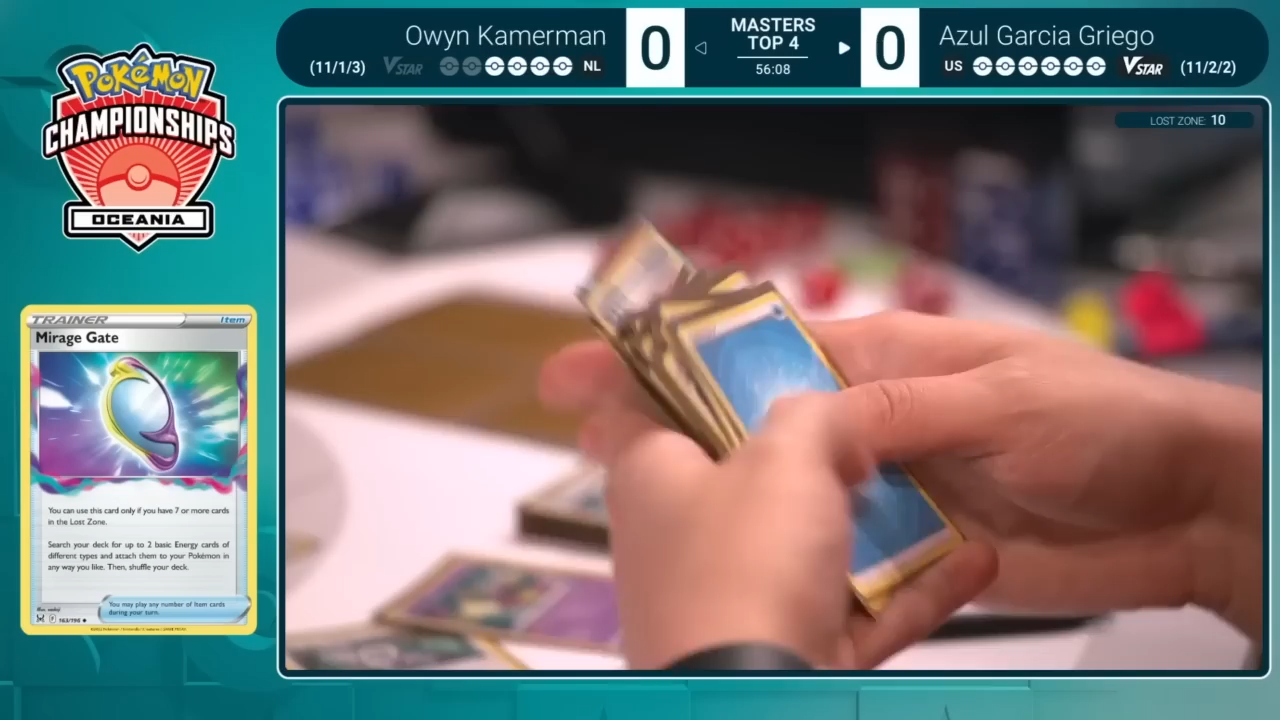 Owyn Kamerman
0
MASTERS
TOP 4
56:08
0
Azul Garcia Griego
(11/1/3)
VSTAR
NL
US
VSTAR
(11/2/2)
LOST ZONE: 10
Pokémon
CHAMPIONSHIPS
OCEANIA
TRAINER
Item
Mirage Gate
You can use this card only if you have 7 or more cards
in the Lost Zone.
Search your deck for up to 2 basic Energy cards of
different types and attach them to your Pokémon in
any way you like. Then, shuffle your deck.
You may play any number of Item cards
during your turn.
163/196